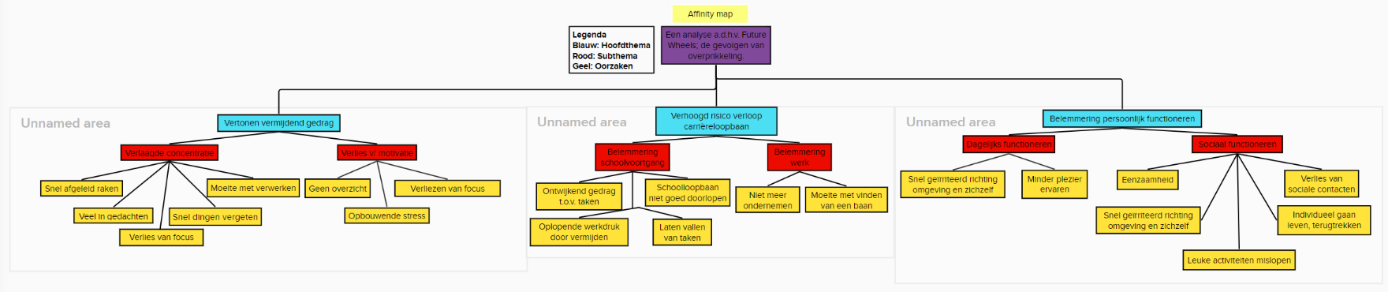 Affinity map
Legenda
Blauw: Hoofdthema
Rood: Subthema
Geel: Oorzaken
Een analyse a.d.h.v. Future
Wheels; de gevolgen van
overprikkeling.
Unnamed area
Vertonen vermijdend gedrag
Verlaagde concentratie
Verlies v/ motivatie
Snel afgeleid raken
Moeite met verwerken
Veel in gedachten
Snel dingen vergeten
Verlies van focus
Geen overzicht
Verliezen van focus
Opbouwende stress
Unnamed area
Verhoogd risico verloop
carrièreloopbaan
Belemmering
schoolvoortgang
Belemmering
werk
Ontwijkend gedrag
t.o.v. taken
Schoolloopbaan
niet goed doorlopen
Oplopende werkdruk
door vermijden
Laten vallen
van taken
Niet meer
ondernemen
Moeite met vinden
van een baan
Unnamed area
Belemmering persoonlijk functioneren
Dagelijks functioneren
Sociaal functioneren
Snel geïrriteerd richting
omgeving en zichzelf
Minder plezier
ervaren
Eenzaamheid
Verlies van
sociale contacten
Snel geïrriteerd richting
omgeving en zichzelf
Individueel gaan
leven, terugtrekken
Leuke activiteiten mislopen